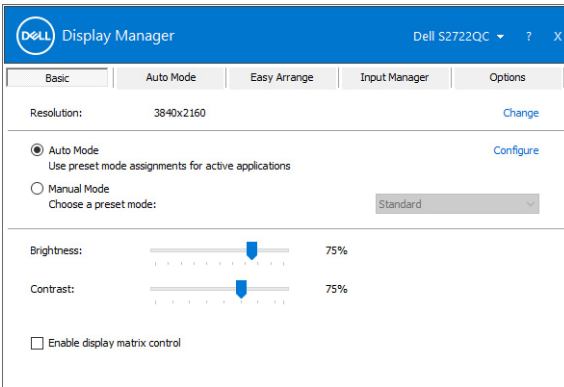 DELL Display Manager Dell S2722QC ? X
Basic Auto Mode Easy Arrange Input Manager Options
Resolution: 3840x2160 Change
Auto Mode Configure
Use preset mode assignments for active applications
Manual Mode
Choose a preset mode: Standard
Brightness: 75%
Contrast: 75%
Enable display matrix control